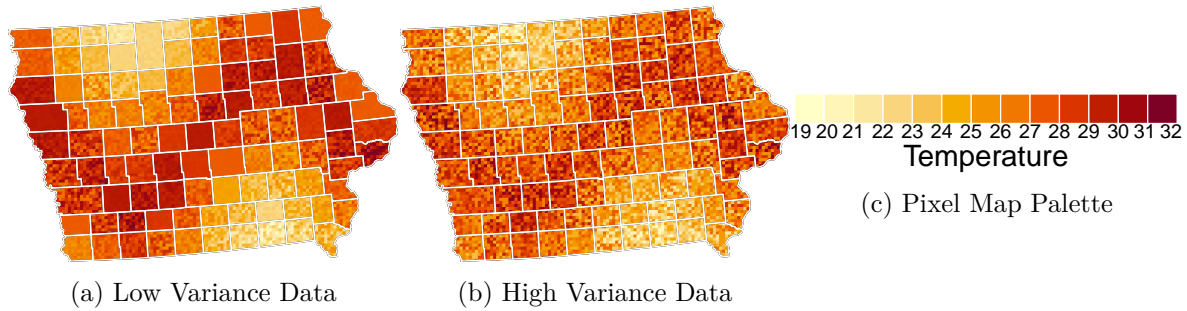 19 20 21 22 23 24 25 26 27 28 29 30 31 32
Temperature
(c) Pixel Map Palette
(a) Low Variance Data
(b) High Variance Data